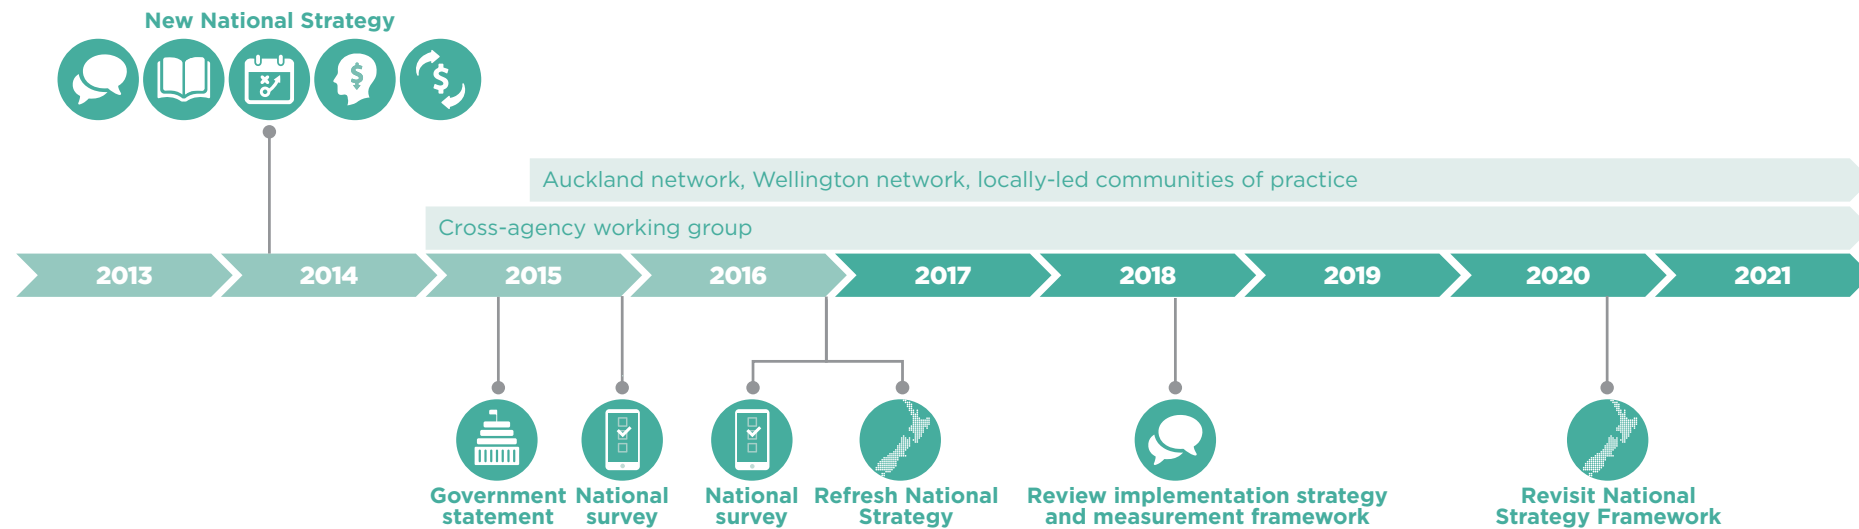 New National Strategy
Auckland network, Wellington network, locally-led communities of practice
Cross-agency working group
2013 2014 2015 2016 2017 2018 2019 2020 2021
Government statement
National survey
National survey
Refresh National Strategy
Review implementation strategy
and measurement framework
Revisit National
Strategy Framework